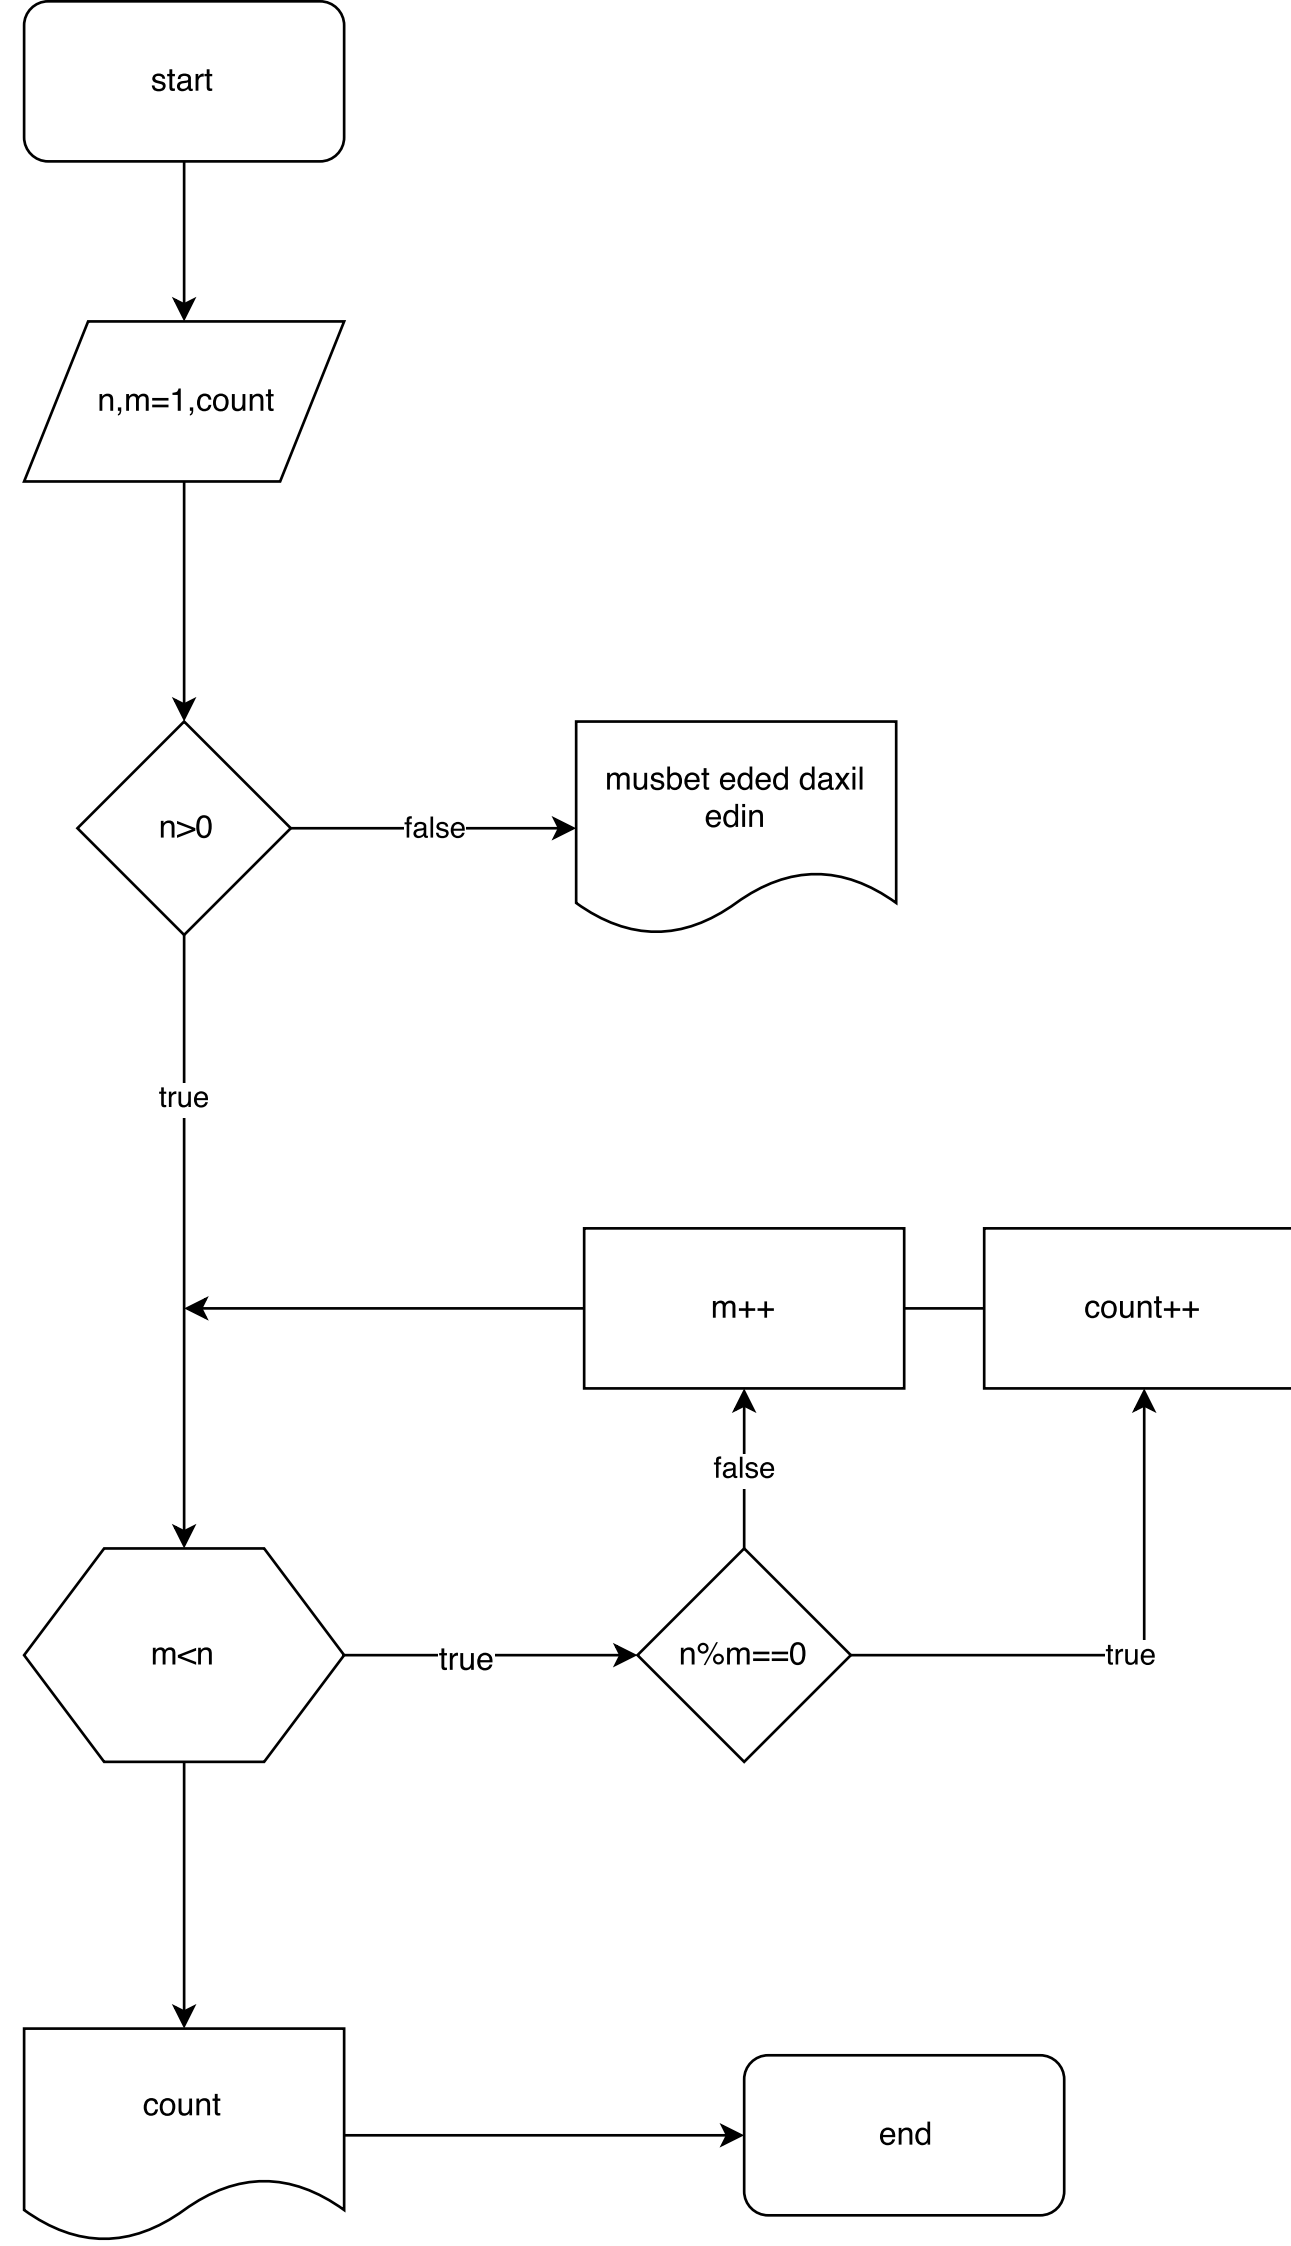 start
n,m=1,count
n>0
false
musbet eded daxil
edin
true
m++
count++
false
m<n
true
n%m==0
true
count
end